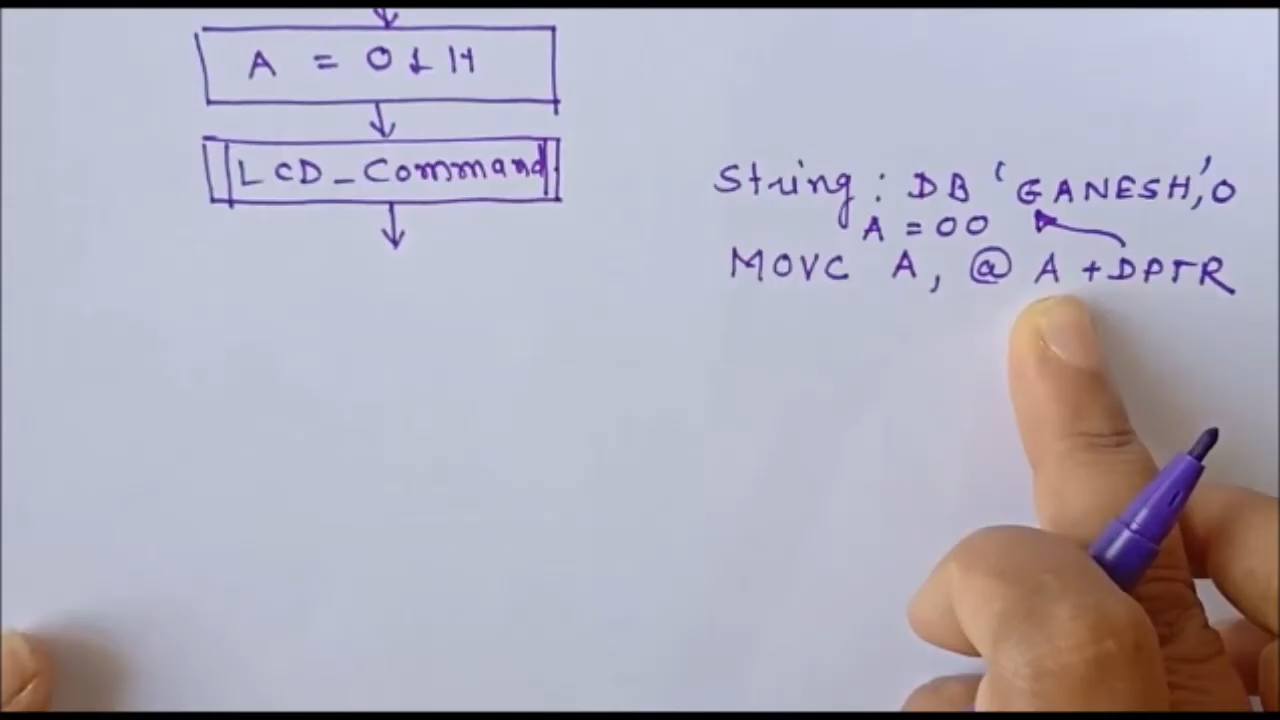 A = 01H
LCD_Command
String : DB 'GANESH',0
A = 00
MOVC A, @ A +DPTR